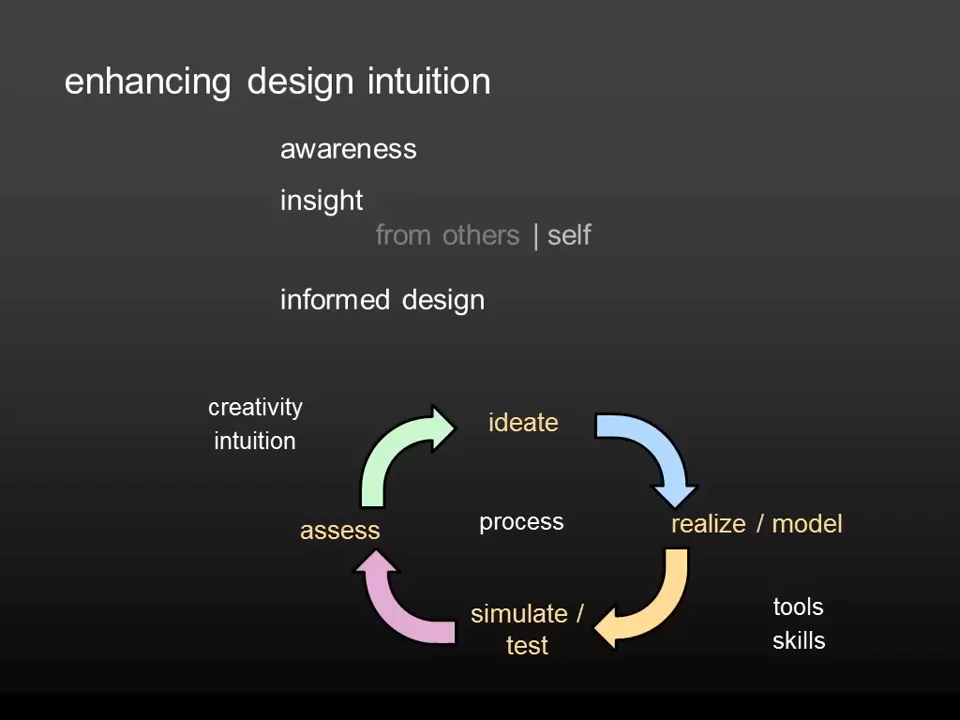 enhancing design intuition
awareness
insight
from others | self
informed design
creativity
intuition
ideate
assess
process
realize / model
simulate /
test
tools
skills